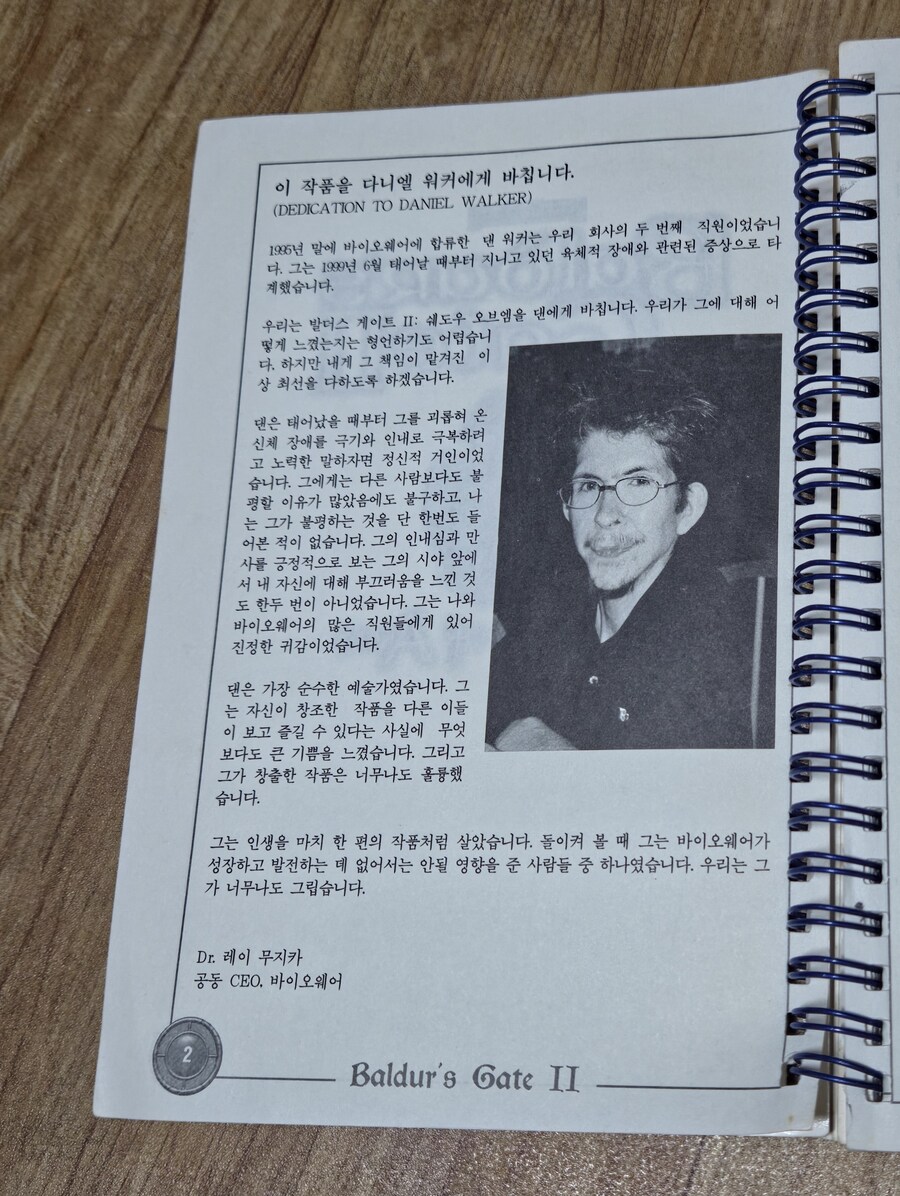 이 작품을 다니엘 워커에게 바칩니다.
(DEDICATION TO DANIEL WALKER)
1995년 말에 바이오웨어에 합류한 댄 워커는 우리 회사의 두 번째 직원이었습니
다. 그는 1999년 6월 태어날 때부터 지니고 있던 육체적 장애와 관련된 증상으로 타
계했습니다.
우리는 발더스 게이트 II: 쉐도우 오브엠을 댄에게 바칩니다. 우리가 그에 대해 어
떻게 느꼈는지는 형언하기도 어렵습니
다. 하지만 내게 그 책임이 맡겨진 이
상 최선을 다하도록 하겠습니다.
댄은 태어났을 때부터 그를 괴롭혀 온
신체 장애를 극기와 인내로 극복하려
고 노력한 말하자면 정신적 거인이었
습니다. 그에게는 다른 사람보다도 불
평할 이유가 많았음에도 불구하고, 나
는 그가 불평하는 것을 단 한번도 들
어본 적이 없습니다. 그의 인내심과 만
사를 긍정적으로 보는 그의 시야 앞에
서 내 자신에 대해 부끄러움을 느낀 것
도 한두 번이 아니었습니다. 그는 나와
바이오웨어의 많은 직원들에게 있어
진정한 귀감이었습니다.
댄은 가장 순수한 예술가였습니다. 그
는 자신이 창조한 작품을 다른 이들
이 보고 즐길 수 있다는 사실에 무엇
보다도 큰 기쁨을 느꼈습니다. 그리고
그가 창출한 작품은 너무나도 훌륭했
습니다.
그는 인생을 마치 한 편의 작품처럼 살았습니다. 돌이켜 볼 때 그는 바이오웨어가
성장하고 발전하는 데 없어서는 안될 영향을 준 사람들 중 하나였습니다. 우리는 그
가 너무나도 그립습니다.
Dr. 레이 무지카
공동 CEO. 바이오웨어
2
Baldur's Gate II